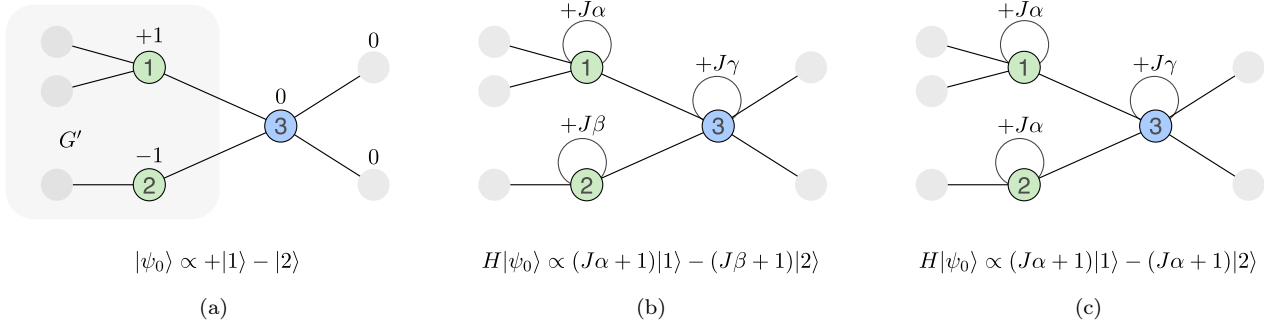 +1
0
1
0
3
G′
−1
0
2
|ψ₀⟩ ∝ +|1⟩ − |2⟩
(a)
+Jα
1
+Jγ
3
+Jβ
2
H|ψ₀⟩ ∝ (Jα + 1)|1⟩ − (Jβ + 1)|2⟩
(b)
+Jα
1
+Jγ
3
+Jα
2
H|ψ₀⟩ ∝ (Jα + 1)|1⟩ − (Jα + 1)|2⟩
(c)